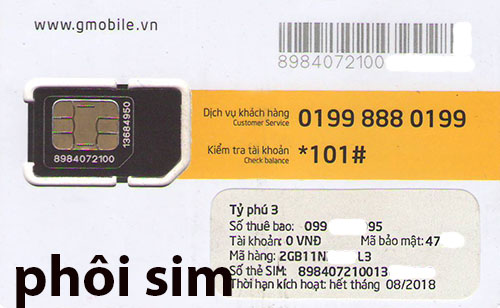 www.gmobile.vn
8984072100
13684950
8984072100
Dịch vụ khách hàng
Customer Service
0199 888 0199
Kiểm tra tài khoản
Check balance
*101#
Tỷ phú 3
Số thuê bao: 099 95
Tài khoản: 0 VNĐ Mã bảo mật: 47
Mã hàng: 2GB11N L3
Số thẻ SIM: 898407210013
Thời hạn kích hoạt: hết tháng 08/2018
phôi sim